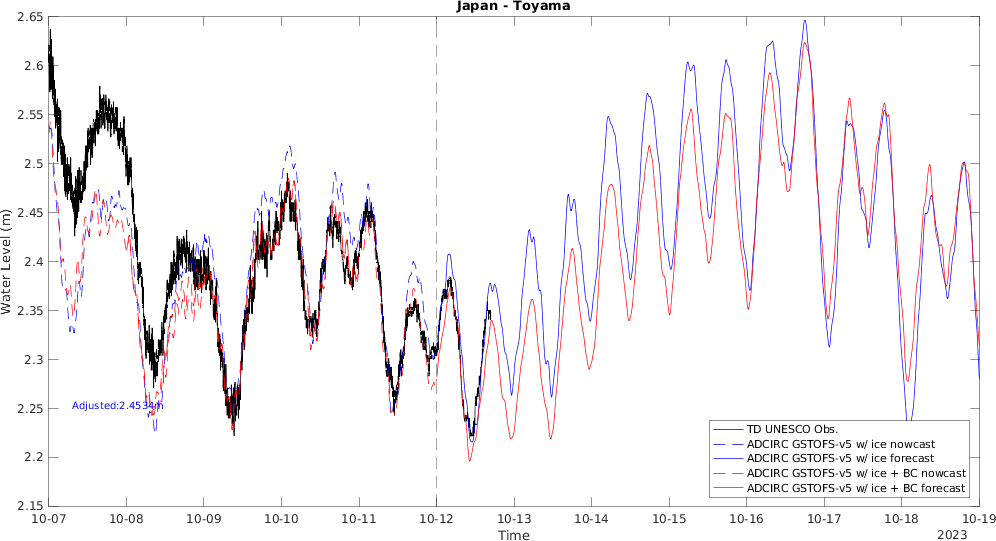 Japan - Toyama
2.65
2.6
2.55
2.5
2.45
2.4
2.35
2.3
2.25
2.2
2.15
Water Level (m)
Adjusted:2.4534m
TD UNESCO Obs.
ADCIRC GSTOFS-v5 w/ ice nowcast
ADCIRC GSTOFS-v5 w/ ice forecast
ADCIRC GSTOFS-v5 w/ ice + BC nowcast
ADCIRC GSTOFS-v5 w/ ice + BC forecast
10-07 10-08 10-09 10-10 10-11 10-12 10-13 10-14 10-15 10-16 10-17 10-18 10-19
Time
2023